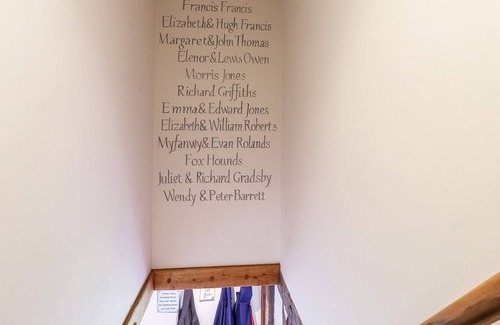 Francis Francis
Elizabeth & Hugh Francis
Margaret & John Thomas
Elenor & Lewis Owen
Morris Jones
Richard Griffiths
Emma & Edward Jones
Elizabeth & William Roberts
Myfanwy & Evan Rolands
Fox Hounds
Juliet & Richard Gradsby
Wendy & Peter Barrett